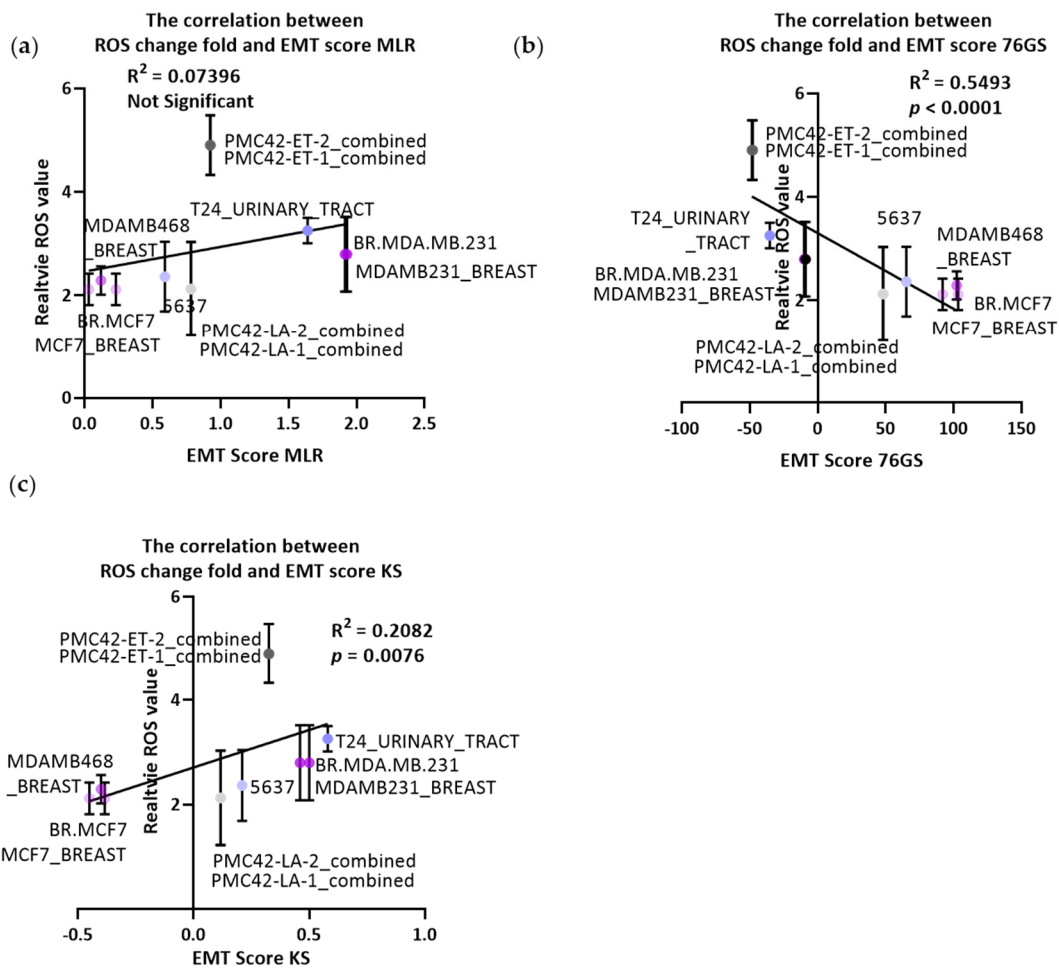 (a)
The correlation between
ROS change fold and EMT score MLR
R² = 0.07396
Not Significant
6
4
2
0
Realtvie ROS value
PMC42-ET-2_combined
PMC42-ET-1_combined
T24_URINARY_TRACT
MDAMB468
_BREAST
BR.MDA.MB.231
MDAMB231_BREAST
5637
BR.MCF7
MCF7_BREAST
PMC42-LA-2_combined
PMC42-LA-1_combined
0.0 0.5 1.0 1.5 2.0 2.5
EMT Score MLR
(b)
The correlation between
ROS change fold and EMT score 76GS
R² = 0.5493
p < 0.0001
6
4
2
Realtvie ROS value
PMC42-ET-2_combined
PMC42-ET-1_combined
T24_URINARY
_TRACT
5637
MDAMB468
_BREAST
BR.MDA.MB.231
MDAMB231_BREAST
BR.MCF7
MCF7_BREAST
PMC42-LA-2_combined
PMC42-LA-1_combined
-100 -50 0 50 100 150
EMT Score 76GS
(c)
The correlation between
ROS change fold and EMT score KS
6
4
2
Realtvie ROS value
R² = 0.2082
p = 0.0076
PMC42-ET-2_combined
PMC42-ET-1_combined
T24_URINARY_TRACT
MDAMB468
_BREAST
BR.MDA.MB.231
5637
MDAMB231_BREAST
BR.MCF7
MCF7_BREAST
PMC42-LA-2_combined
PMC42-LA-1_combined
-0.5 0.0 0.5 1.0
EMT Score KS